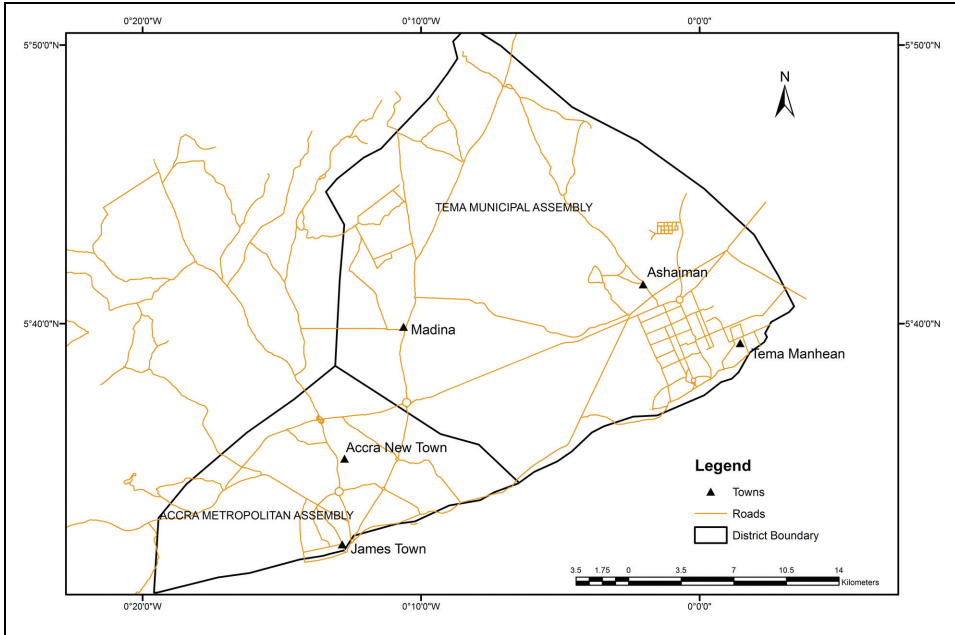 0°20'0"W
0°10'0"W
0°0'0"
5°50'0"N
5°50'0"N
N
TEMA MUNICIPAL ASSEMBLY
Ashaiman
5°40'0"N
Madina
5°40'0"N
Tema Manhean
Accra New Town
Legend
Towns
Roads
ACCRA METROPOLITAN ASSEMBLY
District Boundary
James Town
3.5 1.75 0 3.5 7 10.5 14
Kilometers
0°20'0"W
0°10'0"W
0°0'0"